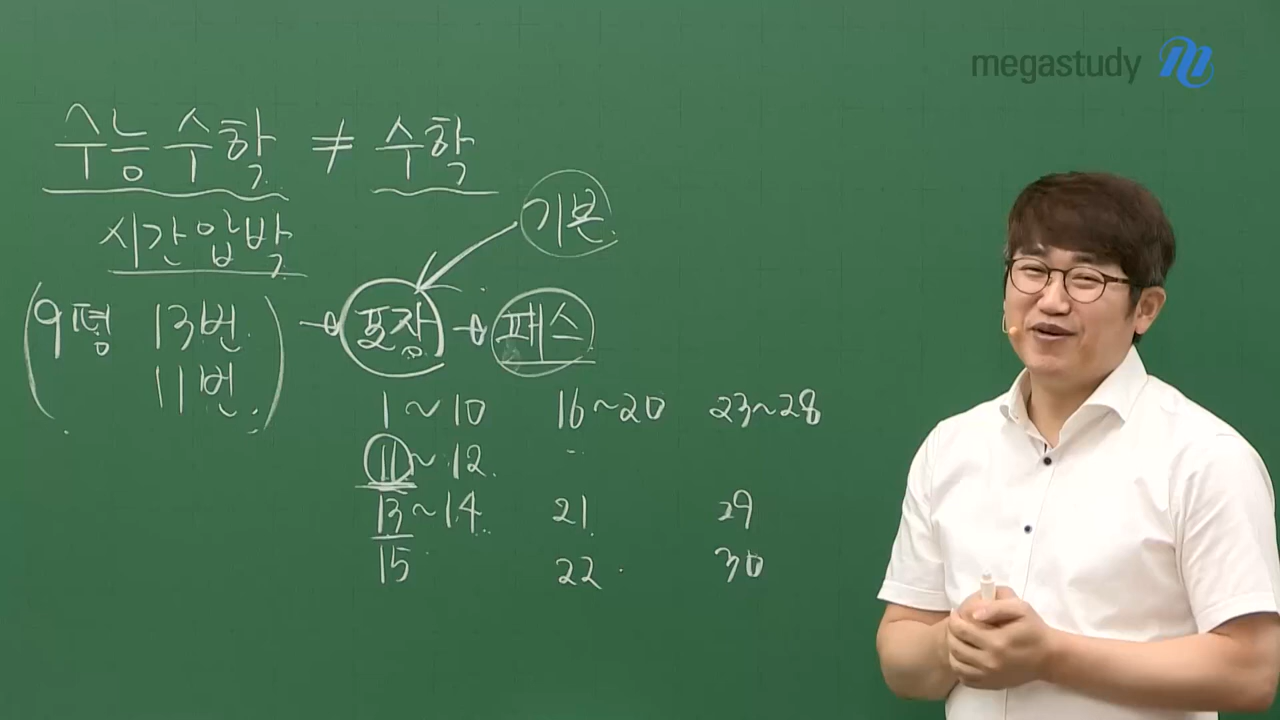 megastudy
수능수학 ≠ 수학
시간압박
기본
(9평 13번 → 포장 → 패스
11번)
1~10 16~20 23~28
11~12
13~14 21 29
15 22 30